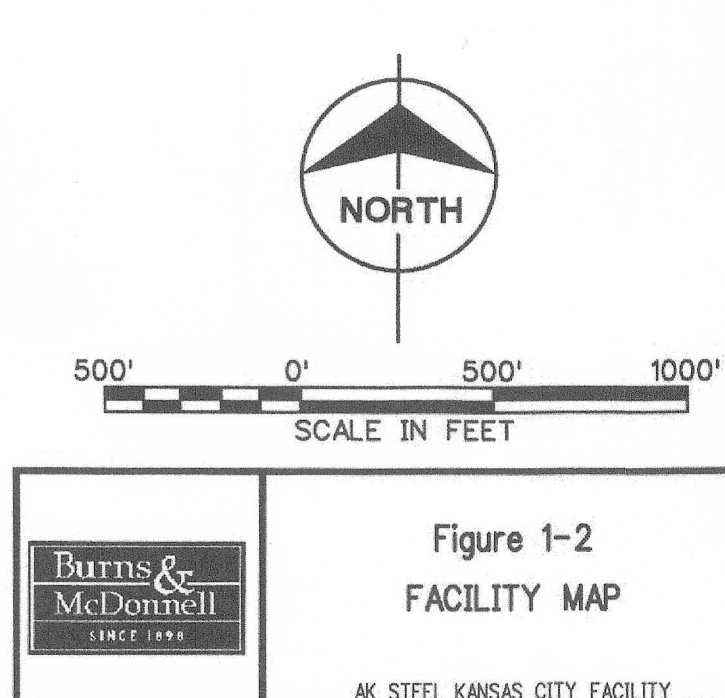 NORTH
500' 0' 500' 1000'
SCALE IN FEET
Burns &
McDonnell
SINCE 1898
Figure 1-2
FACILITY MAP
AK STEEL KANSAS CITY FACILITY